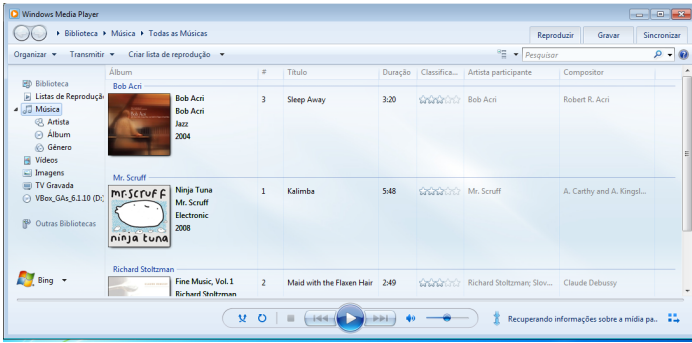 Windows Media Player
Biblioteca ▸ Música ▸ Todas as Músicas
Reproduzir Gravar Sincronizar
Organizar Transmitir Criar lista de reprodução
Pesquisar
Álbum # Título Duração Classifica... Artista participante Compositor
Biblioteca
Listas de Reproduçã
Música
Artista
Álbum
Gênero
Vídeos
Imagens
TV Gravada
VBox_GAs_6.1.10 (D:)
Outras Bibliotecas
Bing
Bob Acri
Bob Acri
Bob Acri
Jazz
2004
3 Sleep Away 3:20 Bob Acri Robert R. Acri
Mr. Scruff
mr.scruff
ninja tuna
Ninja Tuna
Mr. Scruff
Electronic
2008
1 Kalimba 5:48 Mr. Scruff A. Carthy and A. Kingsl...
Richard Stoltzman
Fine Music, Vol. 1
Richard Stoltzman
2 Maid with the Flaxen Hair 2:49 Richard Stoltzman; Slov... Claude Debussy
Recuperando informações sobre a mídia pa..